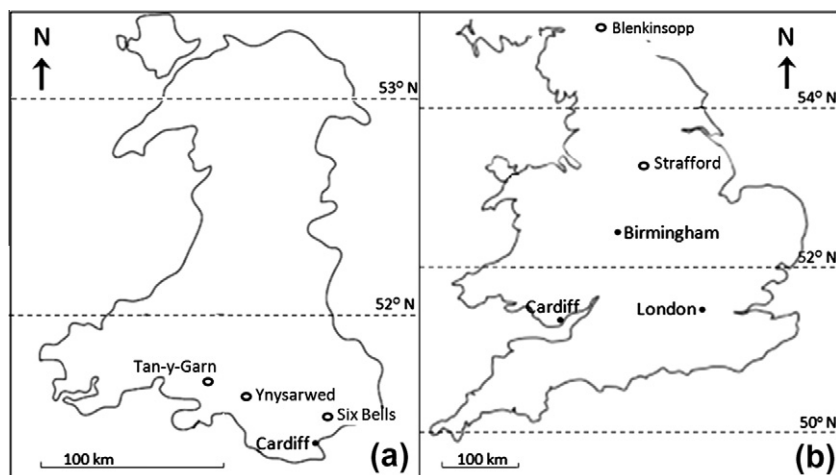 N
53° N
52° N
Tan-y-Garn
Ynysarwed
Six Bells
Cardiff
100 km
(a)
Blenkinsopp
N
54° N
Strafford
Birmingham
52° N
Cardiff
London
50° N
100 km
(b)